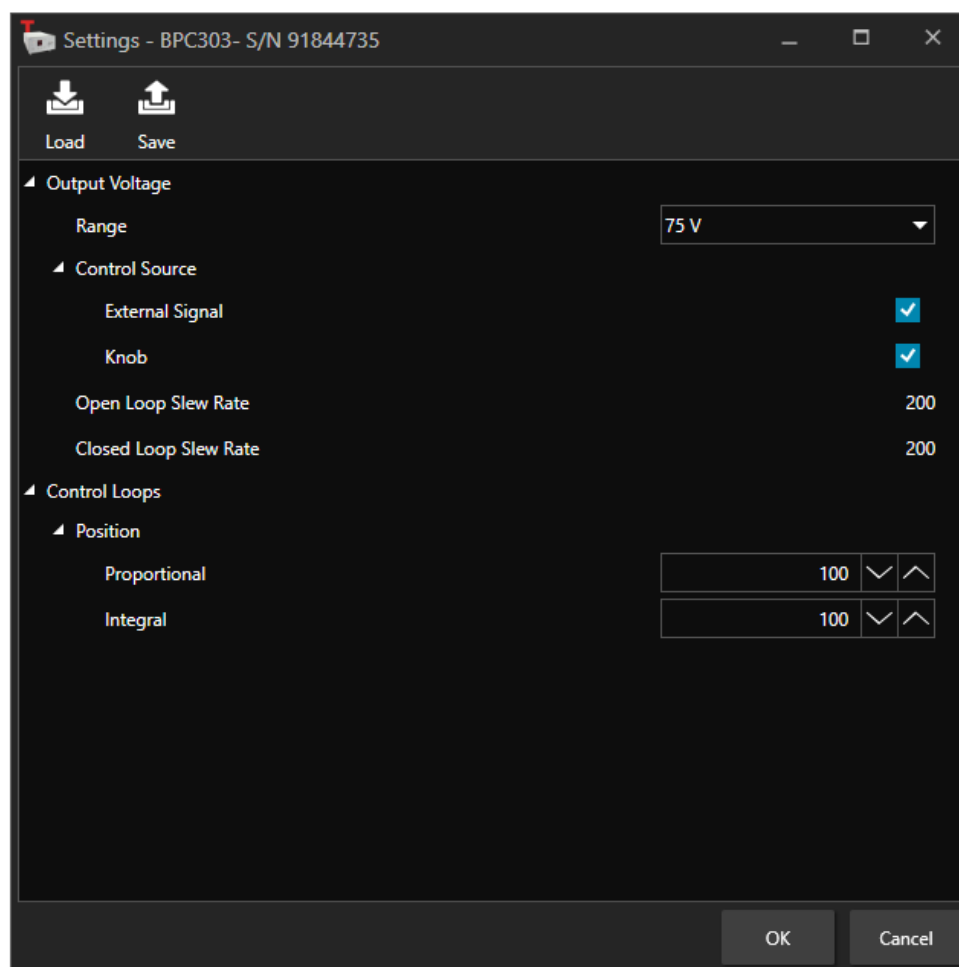 Settings - BPC303- S/N 91844735
Load Save
Output Voltage
Range 75 V
Control Source
External Signal
Knob
Open Loop Slew Rate 200
Closed Loop Slew Rate 200
Control Loops
Position
Proportional 100
Integral 100
OK Cancel